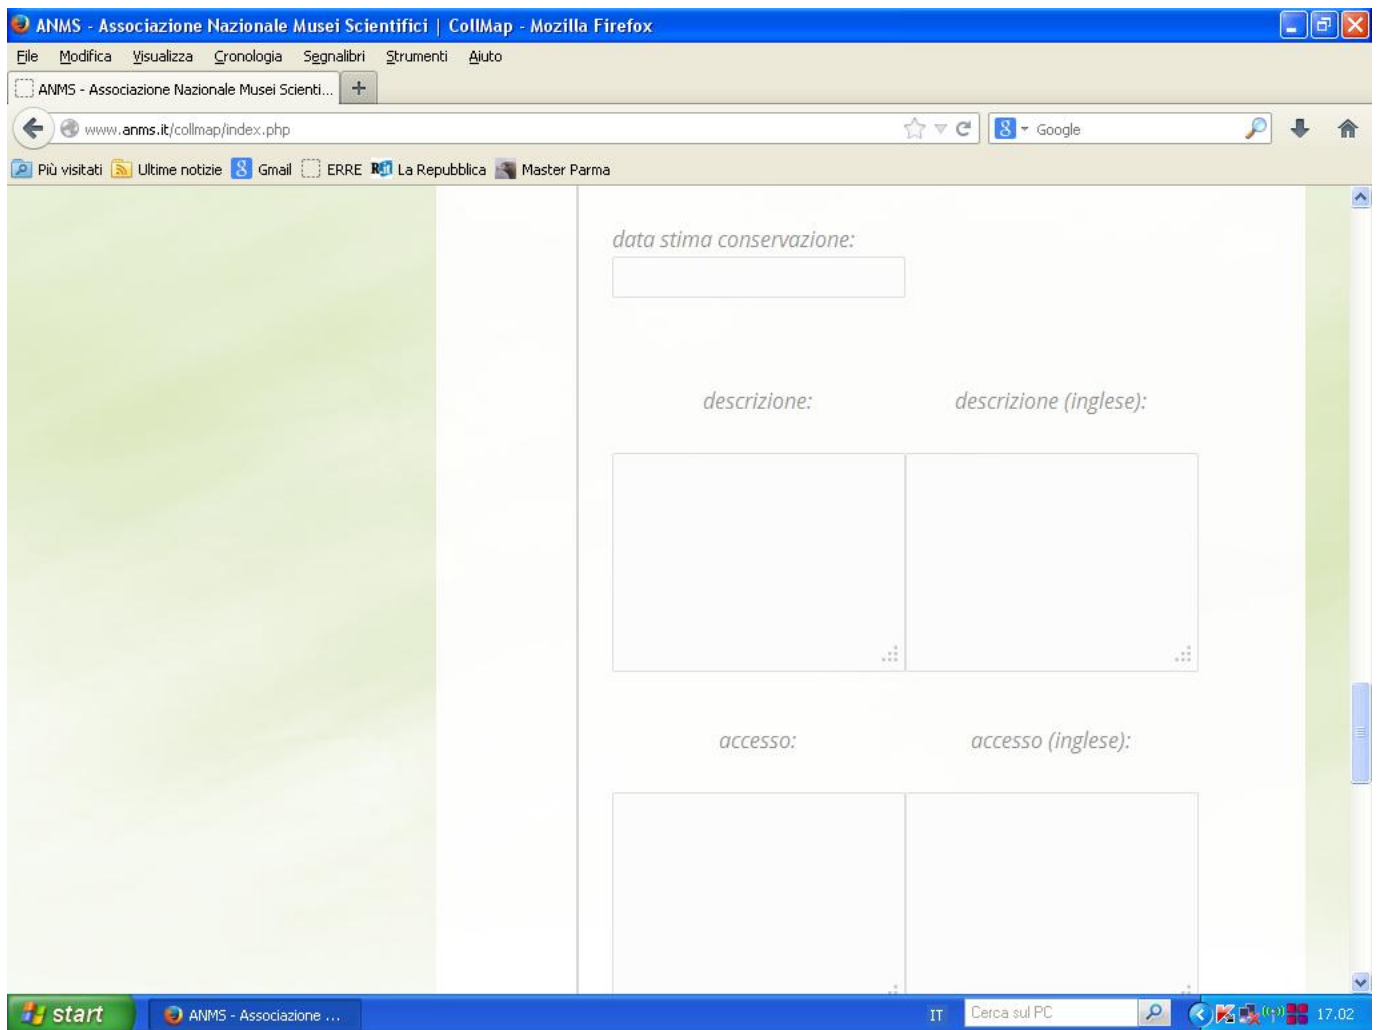 ANMS - Associazione Nazionale Musei Scientifici | CollMap - Mozilla Firefox
File Modifica Visualizza Cronologia Segnalibri Strumenti Aiuto
ANMS - Associazione Nazionale Musei Scienti... +
www.anms.it/collmap/index.php
8 Google
Più visitati Ultime notizie 8 Gmail ERRE La Repubblica Master Parma
data stima conservazione:
descrizione: descrizione (inglese):
accesso: accesso (inglese):
start ANMS - Associazione ... IT Cerca sul PC 17.02